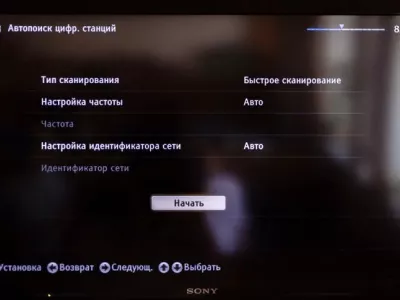 Автопоиск цифр. станций
8
Тип сканирования Быстрое сканирование
Настройка частоты Авто
Частота
Настройка идентификатора сети Авто
Идентификатор сети
Начать
Установка Возврат Следующ. Выбрать
SONY